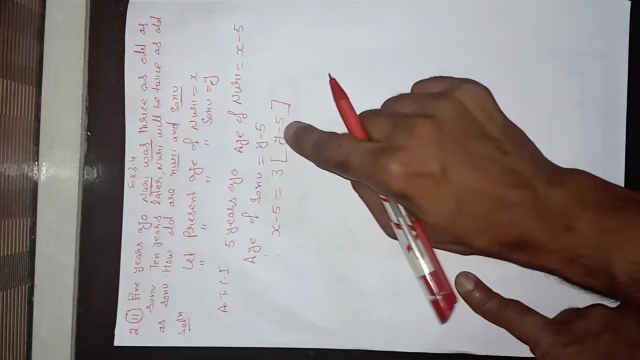 Ex 3.4
2 (ii) Five years ago Nuri was thrice as old as
sonu Ten years later, Nuri will be twice as old
as sonu. How old are nuri and sonu
Soln: Let Present age of Nuri = x
" " " Sonu = y
A.T.C.I 5 years ago Age of Nuri = x-5
Age of Sonu = y-5
x-5 = 3 [y-5]